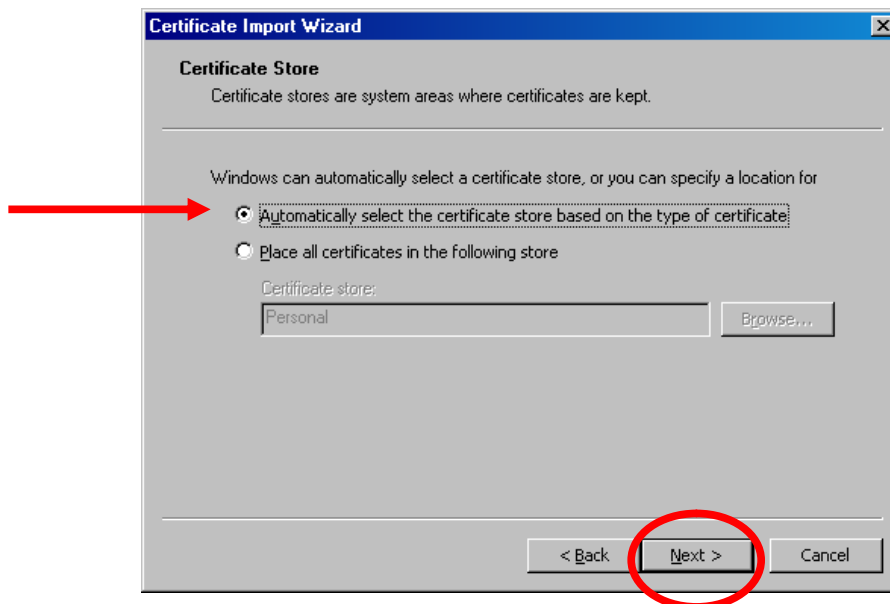 Certificate Import Wizard
Certificate Store
Certificate stores are system areas where certificates are kept.
Windows can automatically select a certificate store, or you can specify a location for
Automatically select the certificate store based on the type of certificate
Place all certificates in the following store
Certificate store:
Personal
Browse...
< Back
Next >
Cancel